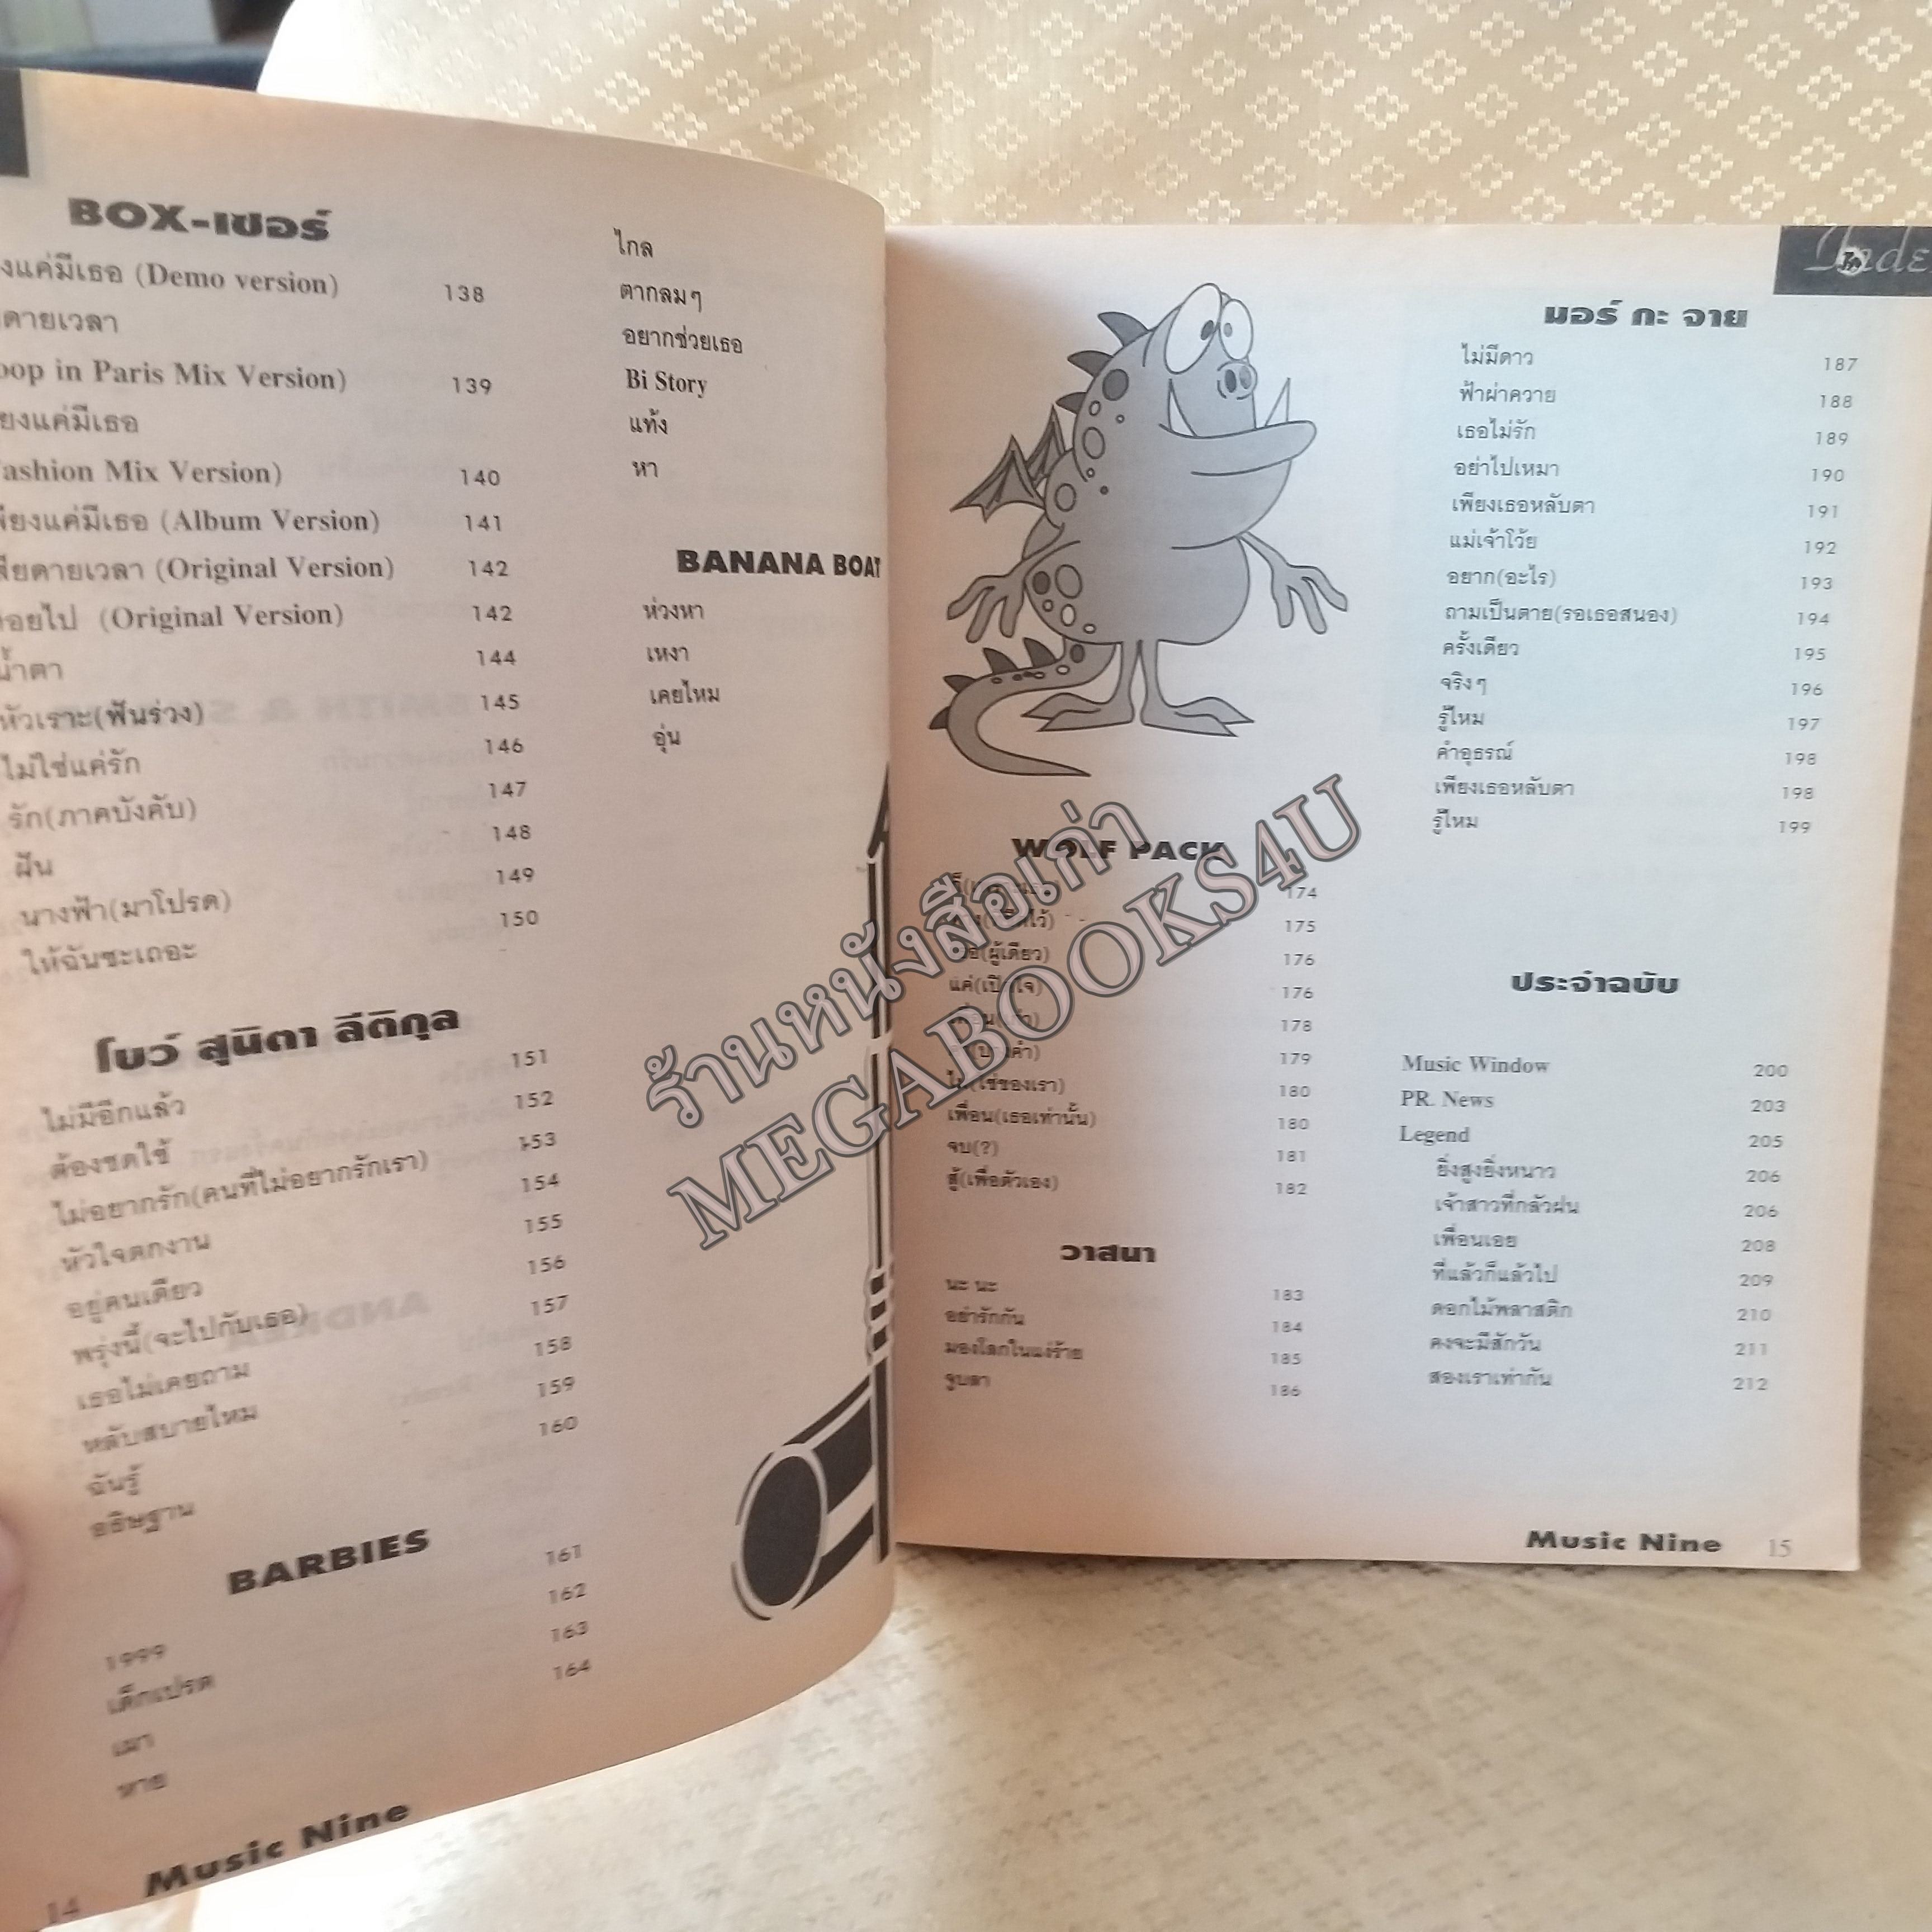 BOX-เซอร์
งแค่มีเธอ (Demo version) 138
ดายเวลา
oop in Paris Mix Version) 139
ยงแค่มีเธอ
ashion Mix Version) 140
พียงแค่มีเธอ (Album Version) 141
สียดายเวลา (Original Version) 142
อยไป (Original Version) 142
น้ำตา 144
หัวเราะ(ฟันร่วง) 145
ไม่ใช่แค่รัก 146
รัก(ภาคบังคับ) 147
ฝัน 148
นางฟ้า(มาโปรด) 149
ให้ฉันซะเถอะ 150
โบว์ สุนิตา ลีติกุล
ไม่มีอีกแล้ว 151
ต้องชดใช้ 152
ไม่อยากรัก(คนที่ไม่อยากรักเรา) 153
หัวใจตกงาน 154
อยู่คนเดียว 155
พรุ่งนี้(จะไปกับเธอ) 156
เธอไม่เคยถาม 157
หลับสบายไหม 158
ฉันรู้ 159
อธิษฐาน 160
BARBIES
1999 161
เด็กเปรต 162
เมา 163
หาย 164
14 Music Nine
ไกล
ตากลมๆ
อยากช่วยเธอ
Bi Story
แท้ง
หา
BANANA BOAT
ห่วงหา
เหงา
เคยไหม
อุ่น
WOLF PACK
174
175
(ผู้เดียว) 176
176
178
179
(ใช่ของเรา) 180
เพื่อน(เธอเท่านั้น) 180
จบ(?) 181
สู้(เพื่อตัวเอง) 182
วาสนา
นะ นะ 183
อย่ารักกัน 184
มองโลกในแง่ร้าย 185
จูบลา 186
มอร์ กะ จาย
ไม่มีดาว 187
ฟ้าผ่าควาย 188
เธอไม่รัก 189
อย่าไปเหมา 190
เพียงเธอหลับตา 191
แม่เจ้าโว้ย 192
อยาก(อะไร) 193
ถามเป็นตาย(รอเธอสนอง) 194
ครั้งเดียว 195
จริงๆ 196
รู้ไหม 197
คำอุธรณ์ 198
เพียงเธอหลับตา 198
รู้ไหม 199
ประจำฉบับ
Music Window 200
PR. News 203
Legend 205
ยิ่งสูงยิ่งหนาว 206
เจ้าสาวที่กลัวฝน 206
เพื่อนเอย 208
ที่แล้วก็แล้วไป 209
ดอกไม้พลาสติก 210
คงจะมีสักวัน 211
สองเราเท่ากัน 212
Music Nine 15
ร้านหนังสือเก่า
MEGABOOKS4U